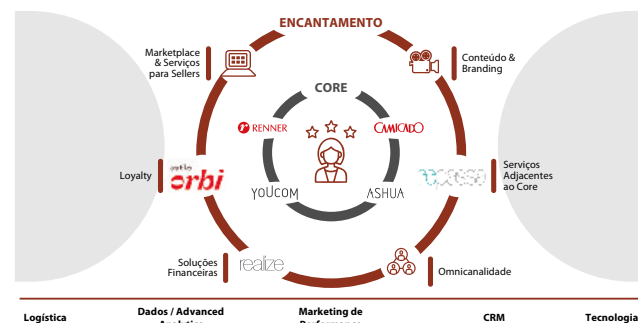 ENCANTAMENTO
Marketplace
& Serviços
para Sellers
Conteúdo &
Branding
CORE
RENNER
CAMICADO
Loyalty
orbi
Serviços
Adjacentes
ao Core
YOUCOM
ASHUA
Soluções
Financeiras
realize
Omnicanalidade
Logística
Dados / Advanced
Marketing de
CRM
Tecnologia